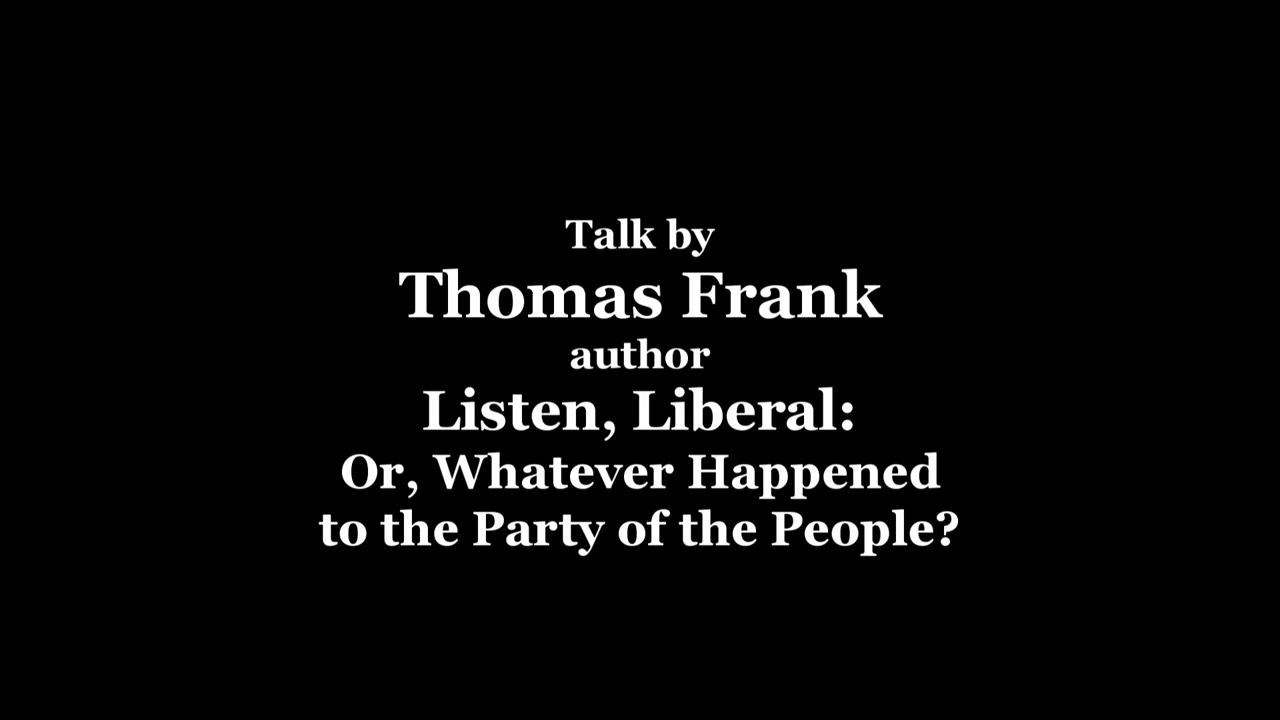 Talk by
Thomas Frank
author
Listen, Liberal:
Or, Whatever Happened
to the Party of the People?